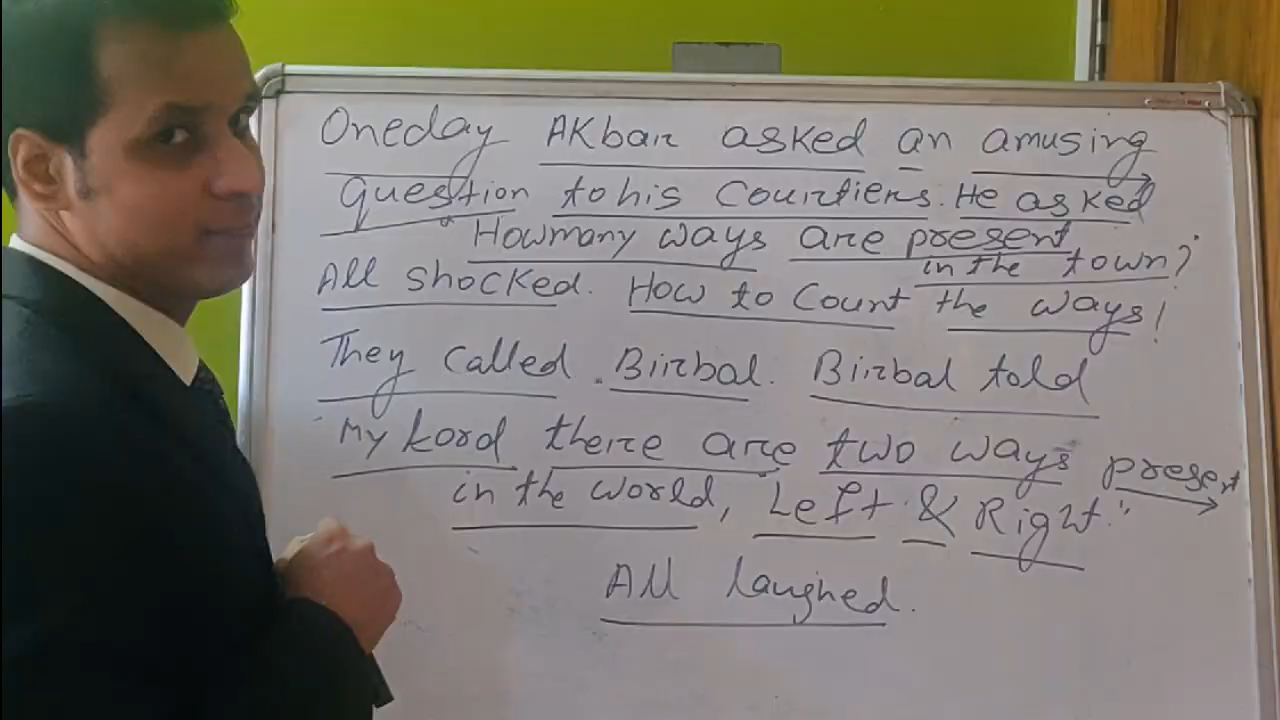 Oneday Akbar asked an amusing
question to his Courtiers. He asked
"Howmany ways are present
in the town?"
All shocked. How to Count the ways!
They called Birbal. Birbal told
"My Lord there are two ways present
in the world, Left & Right."
All laughed.